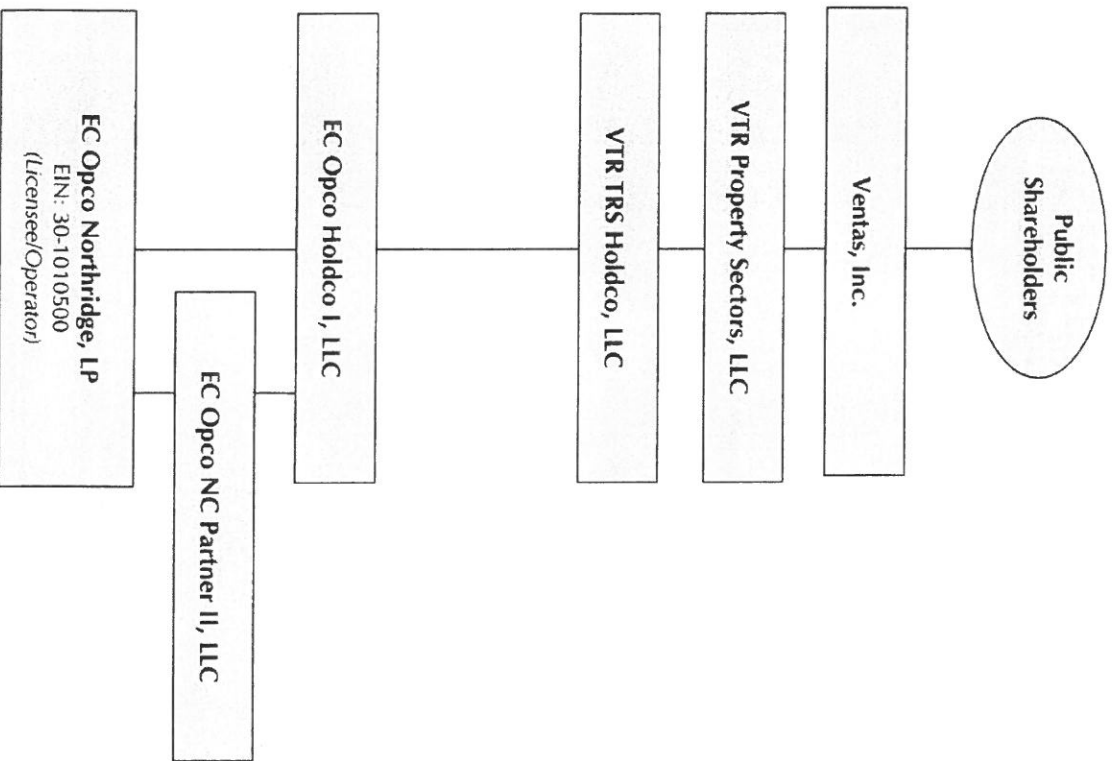 Public
Shareholders
Ventas, Inc.
VTR Property Sectors, LLC
VTR TRS Holdco, LLC
EC Opco Holdco I, LLC
EC Opco NC Partner II, LLC
EC Opco Northridge, LP
EIN: 30-1010500
(Licensee/Operator)